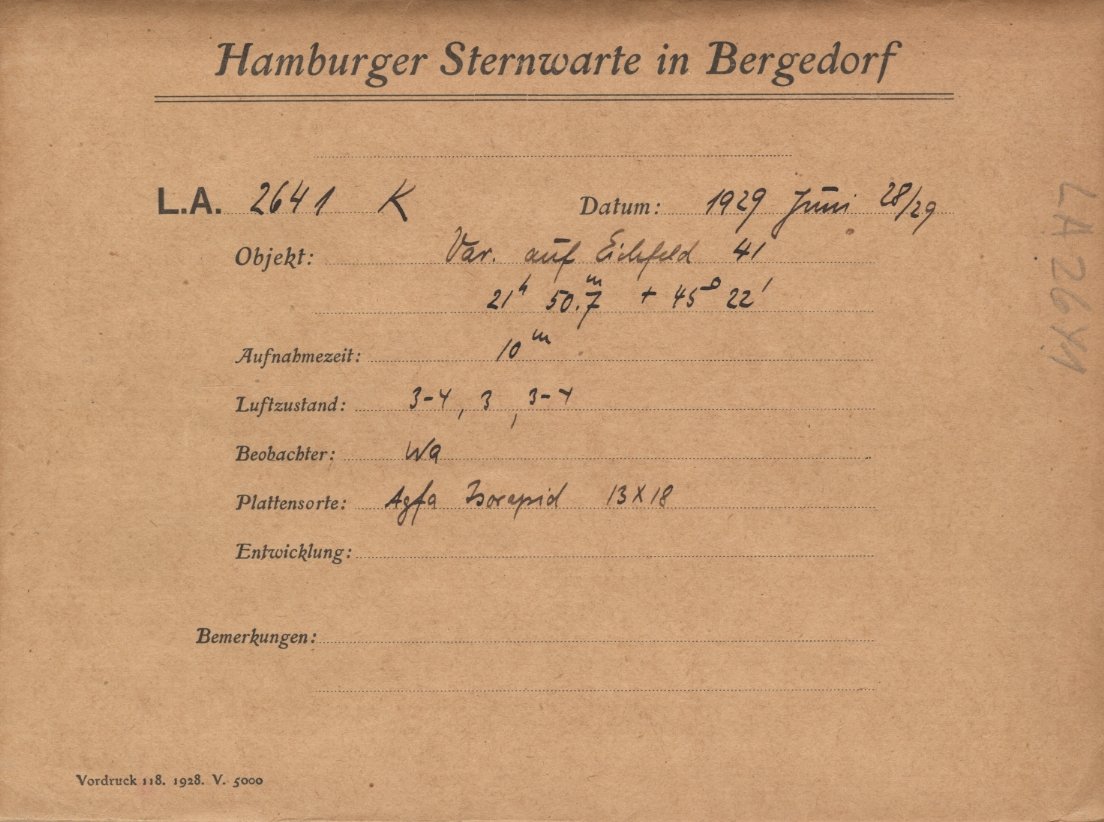 Hamburger Sternwarte in Bergedorf
L.A. 2641 K Datum: 1929 Juni 28/29
Objekt: Var. auf Eichfeld 41
21h 50.7m + 45° 22'
Aufnahmezeit: 10m
Luftzustand: 3-4, 3, 3-4
Beobachter: Wa
Plattensorte: Agfa Isorapid 13X18
Entwicklung:
Bemerkungen:
Vordruck 118. 1928. V. 5000
LA 2641